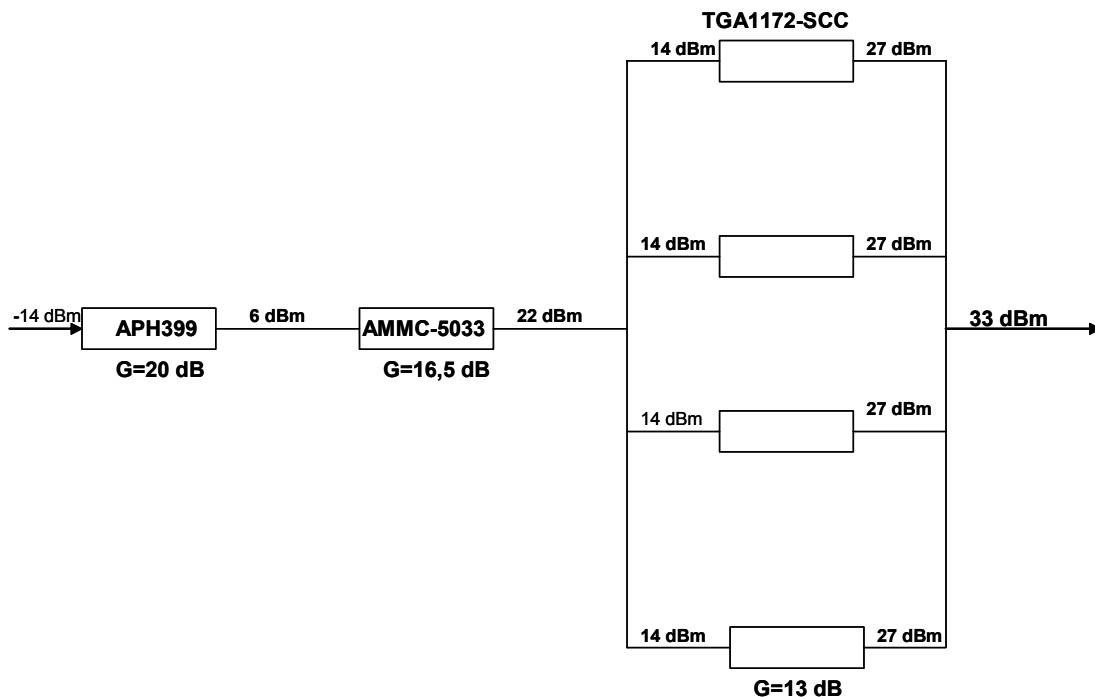 TGA1172-SCC
14 dBm
27 dBm
14 dBm
27 dBm
-14 dBm
APH399
6 dBm
AMMC-5033
22 dBm
33 dBm
G=20 dB
G=16,5 dB
14 dBm
27 dBm
14 dBm
27 dBm
G=13 dB